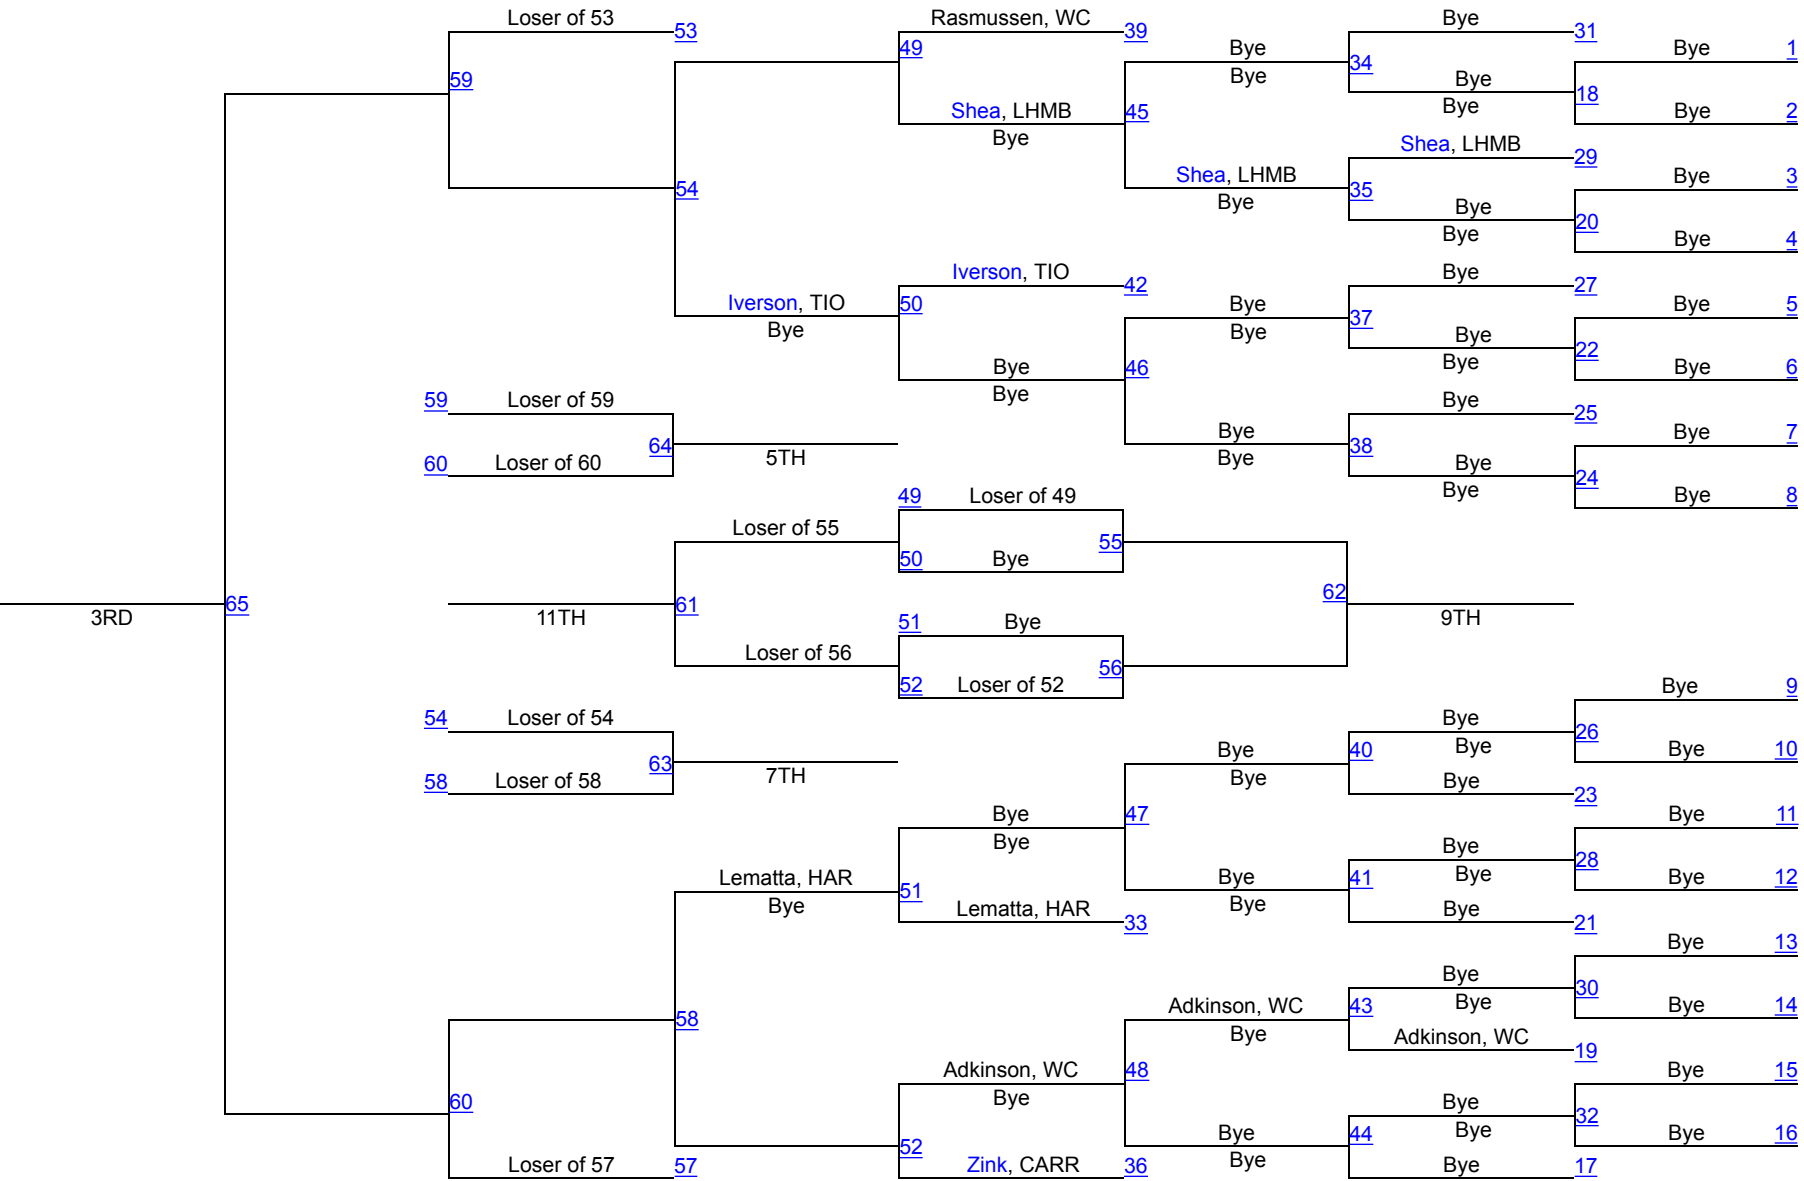 Loser of 53
53
Rasmussen, WC
39
Bye
31
49
Bye
Bye
34
Bye
1
59
Bye
Bye
18
Shea, LHMB
Bye
45
Bye
2
Shea, LHMB
29
54
Shea, LHMB
Bye
35
Bye
3
Bye
Bye
20
Bye
4
Iverson, TIO
42
Bye
27
Iverson, TIO
Bye
50
Bye
Bye
37
Bye
5
Bye
Bye
22
Bye
Bye
46
Bye
6
59
Loser of 59
Bye
25
64
5TH
Bye
Bye
38
Bye
7
60
Loser of 60
Bye
Bye
24
49
Loser of 49
Bye
8
Loser of 55
55
50
Bye
65
3RD
11TH
61
62
9TH
51
Bye
Loser of 56
56
52
Loser of 52
Bye
9
54
Loser of 54
Bye
Bye
26
63
7TH
Bye
Bye
40
Bye
10
58
Loser of 58
Bye
23
Bye
Bye
47
Bye
11
Bye
Bye
28
Lematta, HAR
Bye
51
Bye
Bye
41
Bye
12
Lematta, HAR
33
Bye
21
Bye
13
Bye
Bye
30
58
Adkinson, WC
Bye
43
Bye
14
Adkinson, WC
19
Adkinson, WC
Bye
48
Bye
15
60
Bye
Bye
32
52
Bye
Bye
44
Bye
16
Loser of 57
57
Zink, CARR
36
Bye
17